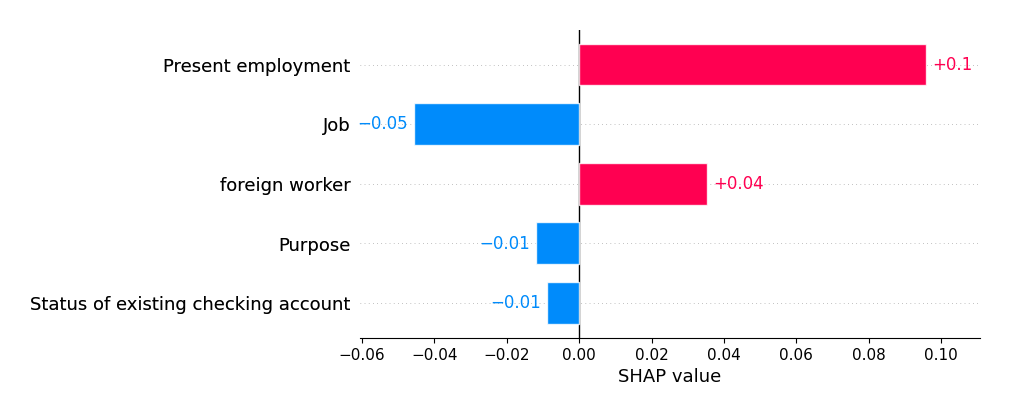 Present employment +0.1
Job −0.05
foreign worker +0.04
Purpose −0.01
Status of existing checking account −0.01
−0.06 −0.04 −0.02 0.00 0.02 0.04 0.06 0.08 0.10
SHAP value